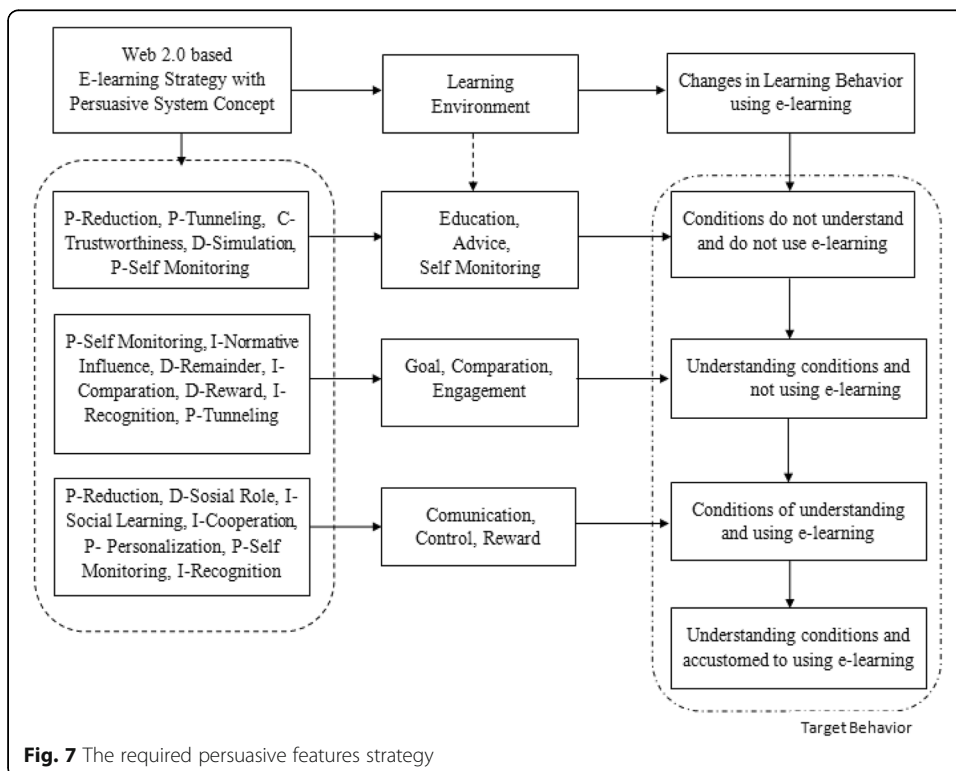 Web 2.0 based
E-learning Strategy with
Persuasive System Concept
Learning
Environment
Changes in Learning Behavior
using e-learning
P-Reduction, P-Tunneling, C-
Trustworthiness, D-Simulation,
P-Self Monitoring
Education,
Advice,
Self Monitoring
Conditions do not understand
and do not use e-learning
P-Self Monitoring, I-Normative
Influence, D-Remainder, I-
Comparation, D-Reward, I-
Recognition, P-Tunneling
Goal, Comparation,
Engagement
Understanding conditions and
not using e-learning
P-Reduction, D-Sosial Role, I-
Social Learning, I-Cooperation,
P- Personalization, P-Self
Monitoring, I-Recognition
Comunication,
Control, Reward
Conditions of understanding
and using e-learning
Understanding conditions and
accustomed to using e-learning
Target Behavior
Fig. 7 The required persuasive features strategy